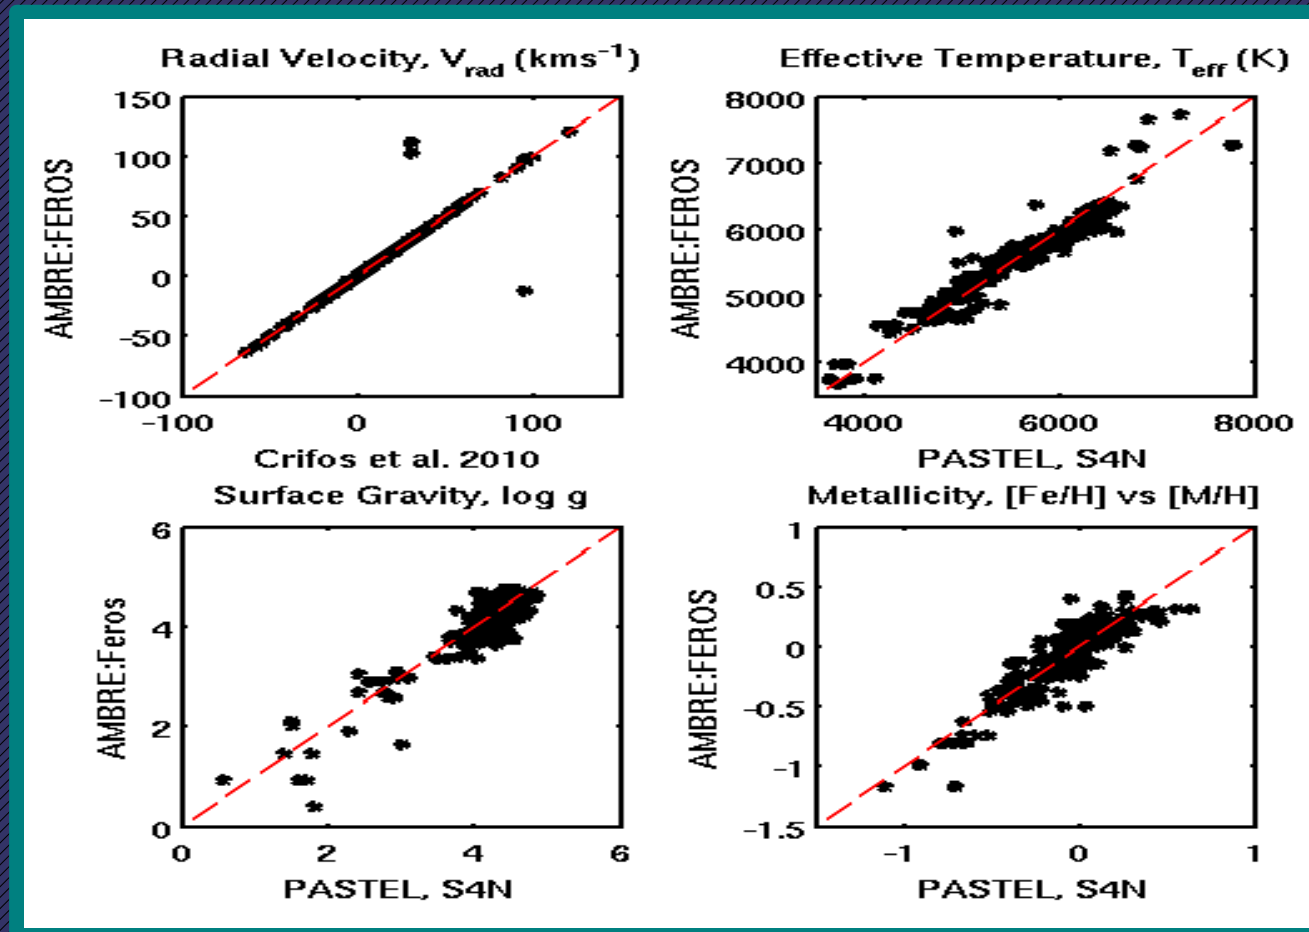 Radial Velocity, V_rad (kms⁻¹)
150
100
50
0
-50
-100
-100 0 100
AMBRE:FEROS
Crifos et al. 2010
Effective Temperature, T_eff (K)
8000
7000
6000
5000
4000
4000 6000 8000
AMBRE:FEROS
PASTEL, S4N
Surface Gravity, log g
6
4
2
0
0 2 4 6
AMBRE:Feros
PASTEL, S4N
Metallicity, [Fe/H] vs [M/H]
1
0.5
0
-0.5
-1
-1.5
-1 0 1
AMBRE:FEROS
PASTEL, S4N